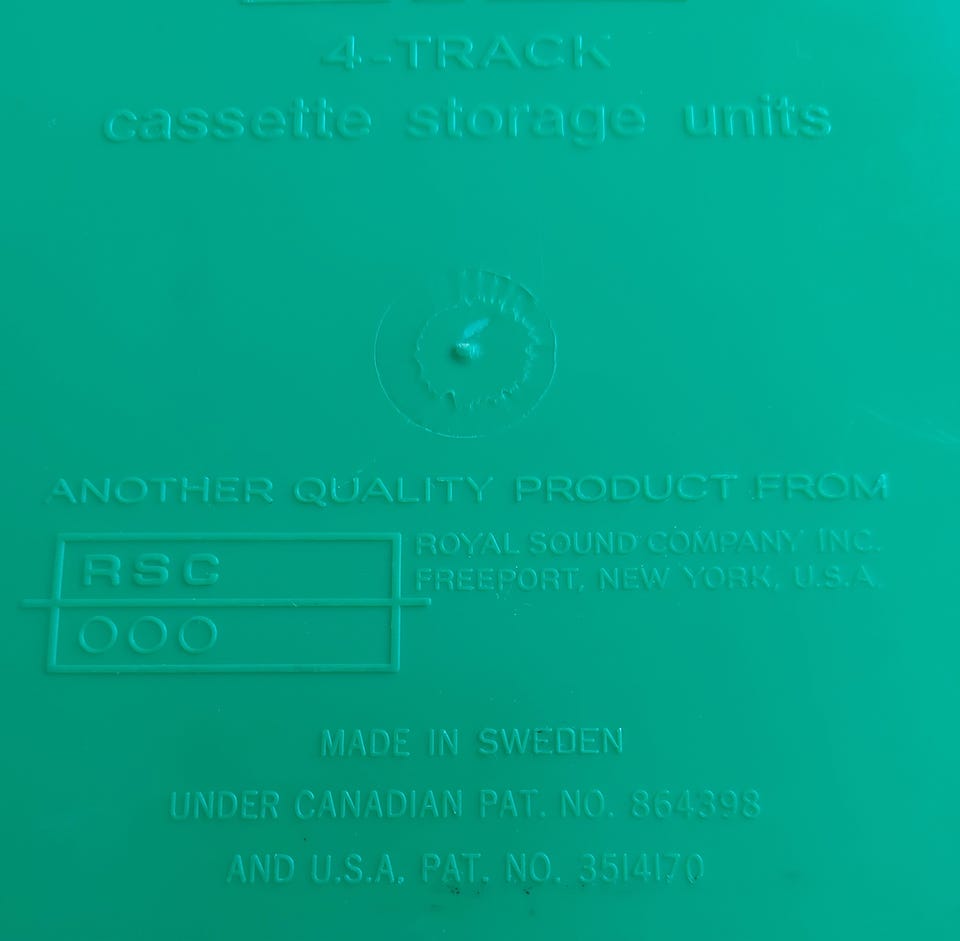 4-TRACK
cassette storage units
ANOTHER QUALITY PRODUCT FROM
RSC
OOO
ROYAL SOUND COMPANY INC.
FREEPORT, NEW YORK, U.S.A.
MADE IN SWEDEN
UNDER CANADIAN PAT. NO. 864398
AND U.S.A. PAT. NO. 3514170